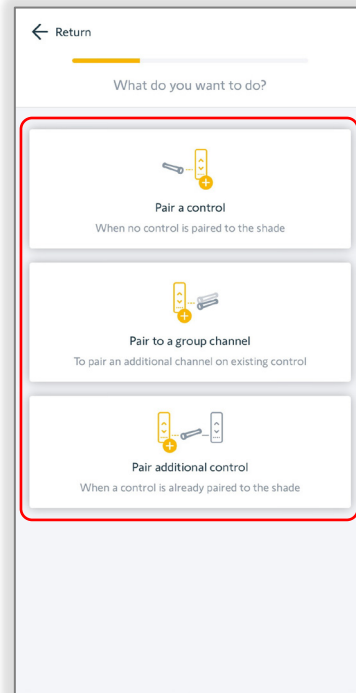 Return
What do you want to do?
Pair a control
When no control is paired to the shade
Pair to a group channel
To pair an additional channel on existing control
Pair additional control
When a control is already paired to the shade